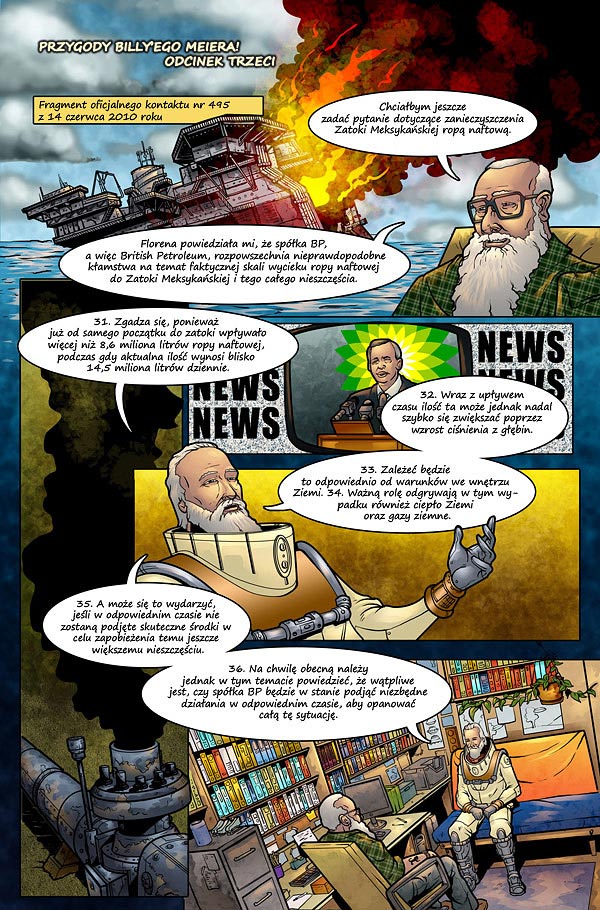 PRZYGODY BILLY'EGO MEIERA!
ODCINEK TRZECI
Fragment oficjalnego kontaktu nr 495
z 14 czerwca 2010 roku
Chciałbym jeszcze
zadać pytanie dotyczące zanieczyszczenia
Zatoki Meksykańskiej ropą naftową.
Florena powiedziała mi, że spółka BP,
a więc British Petroleum, rozpowszechnia nieprawdopodobne
kłamstwa na temat faktycznej skali wycieku ropy naftowej
do Zatoki Meksykańskiej i tego całego nieszczęścia.
31. Zgadza się, ponieważ
już od samego początku do zatoki wpływało
więcej niż 8,6 miliona litrów ropy naftowej,
podczas gdy aktualna ilość wynosi blisko
14,5 miliona litrów dziennie.
NEWS
NEWS
NEWS
NEWS
32. Wraz z upływem
czasu ilość ta może jednak nadal
szybko się zwiększać poprzez
wzrost ciśnienia z głębin.
33. Zależeć będzie
to odpowiednio od warunków we wnętrzu
Ziemi. 34. Ważną rolę odgrywają w tym wy-
padku również ciepło Ziemi
oraz gazy ziemne.
35. A może się to wydarzyć,
jeśli w odpowiednim czasie nie
zostaną podjęte skuteczne środki w
celu zapobieżenia temu jeszcze
większemu nieszczęściu.
36. Na chwilę obecną należy
jednak w tym temacie powiedzieć, że wątpliwe
jest, czy spółka BP będzie w stanie podjąć niezbędne
działania w odpowiednim czasie, aby opanować
całą tę sytuację.